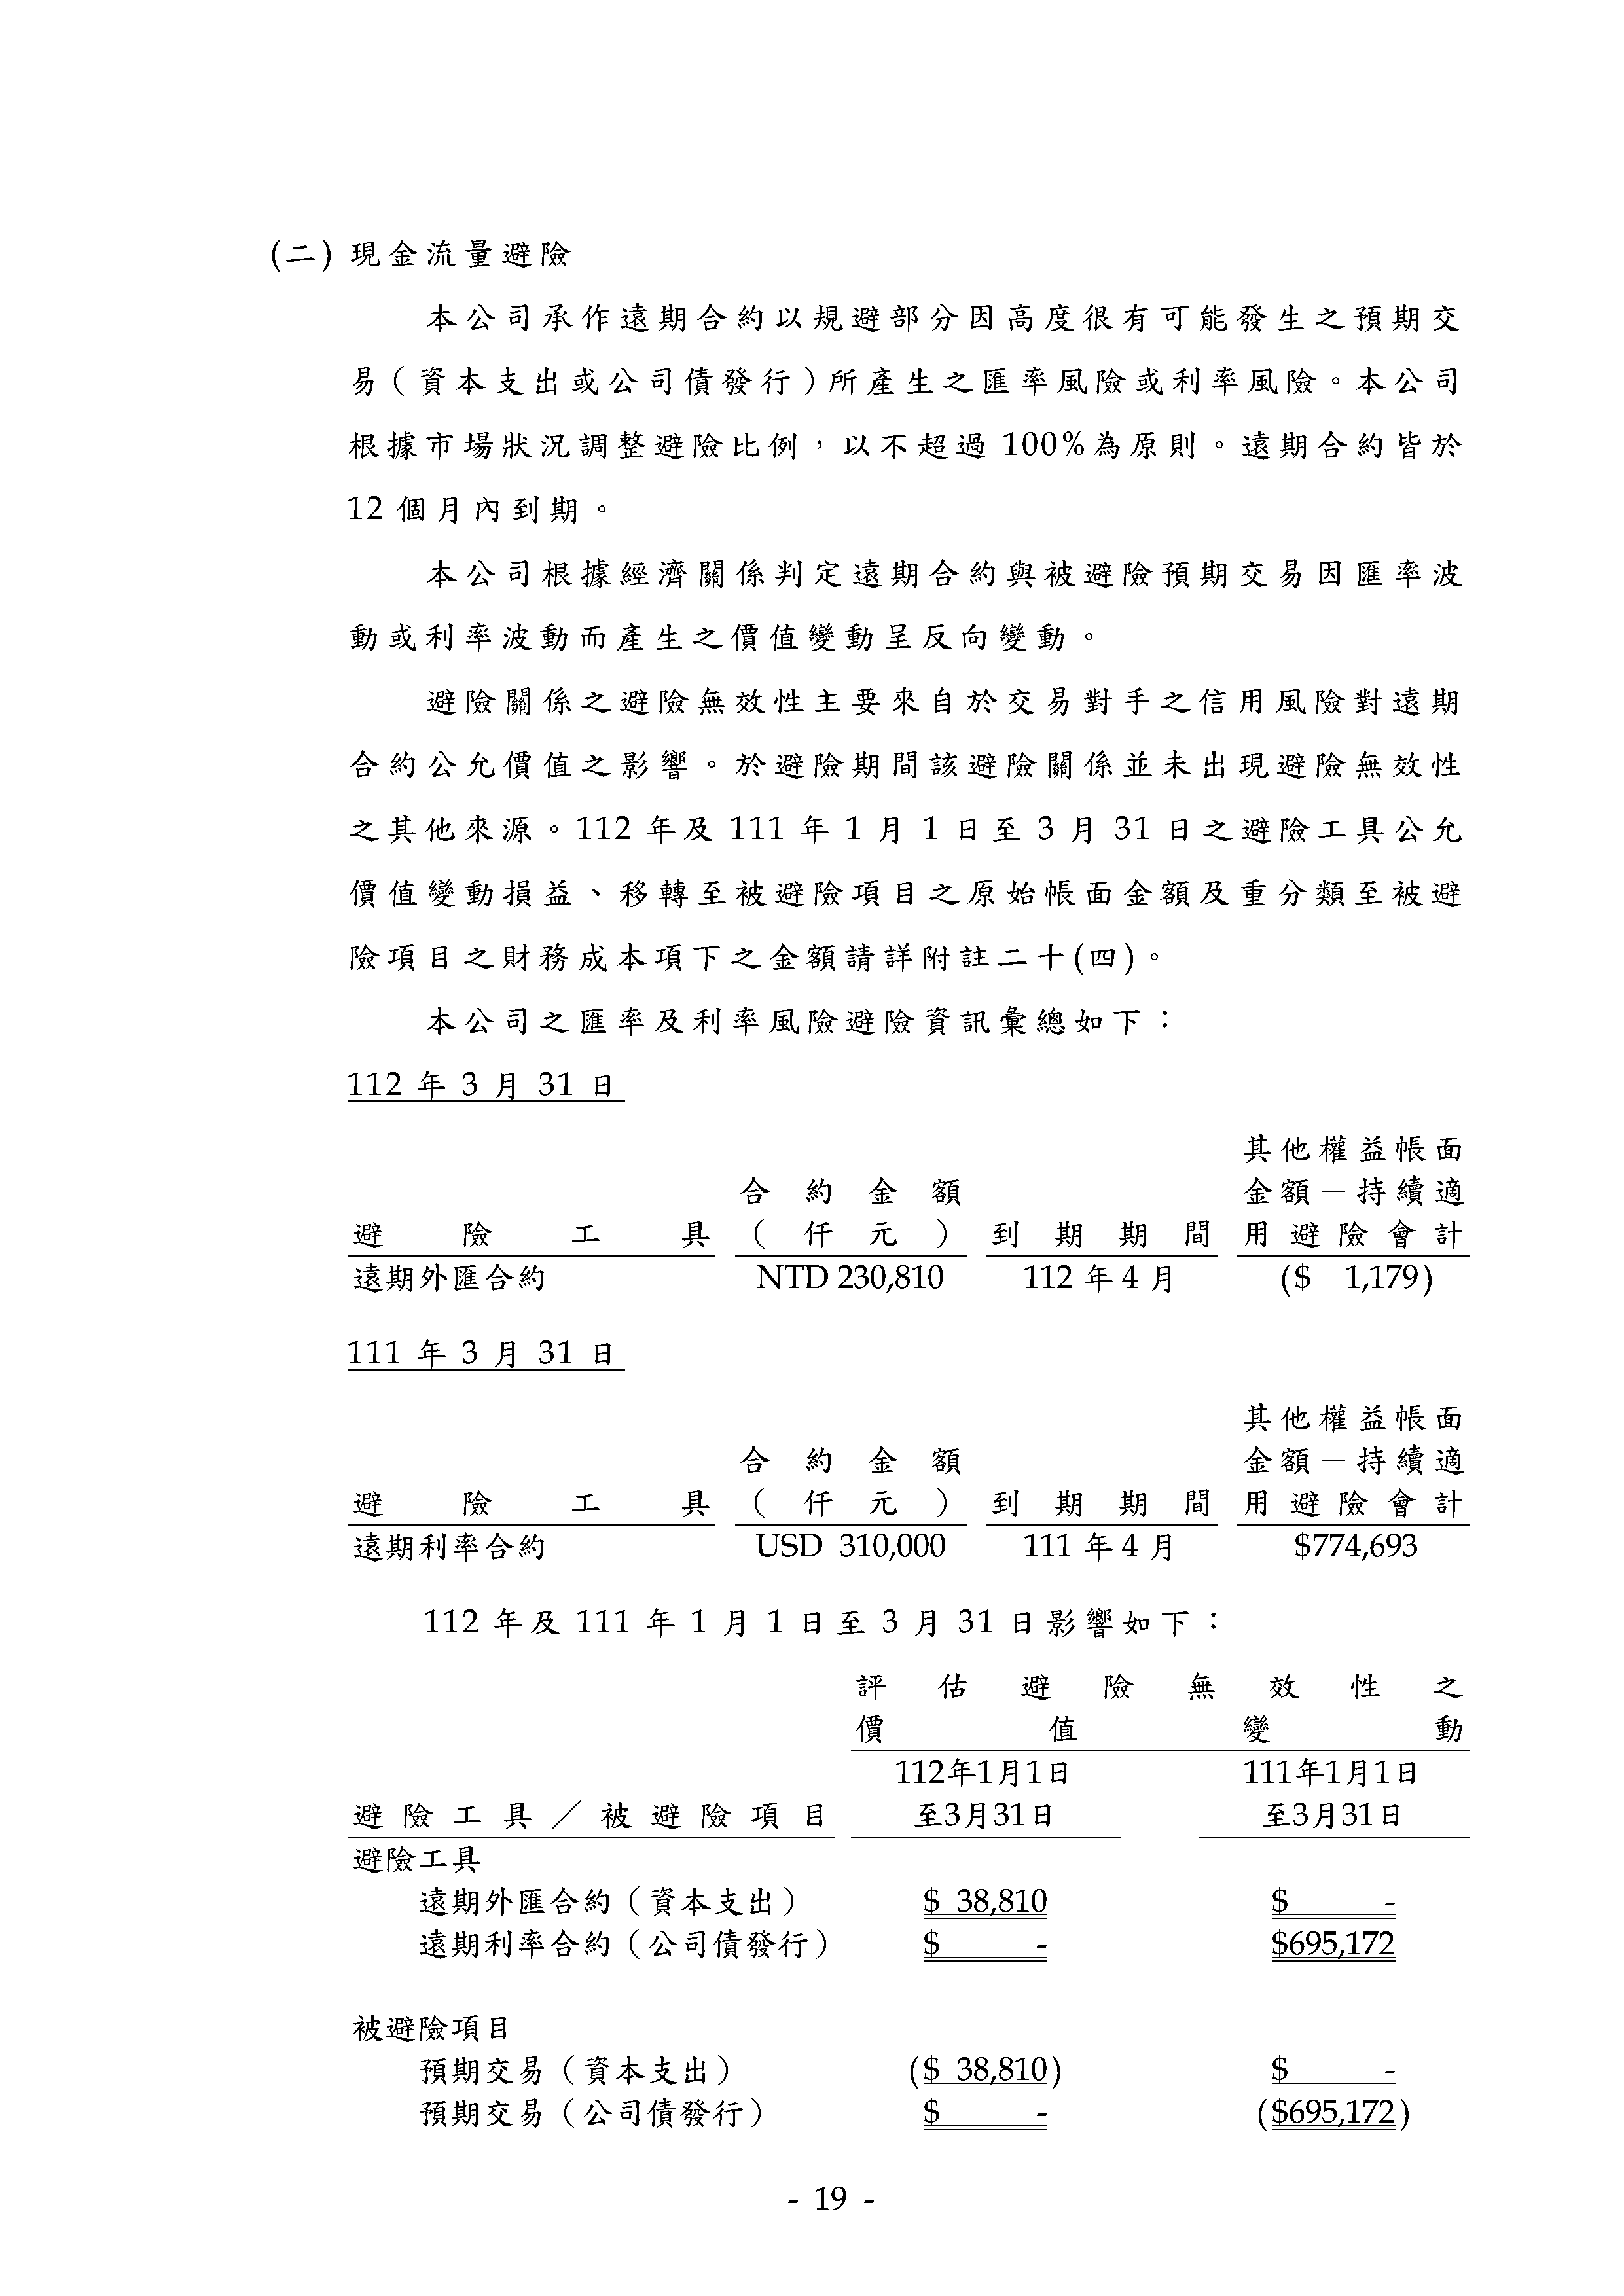 (二) 現金流量避險
本公司承作遠期合約以規避部分因高度很有可能發生之預期交
易（資本支出或公司債發行）所產生之匯率風險或利率風險。本公司
根據市場狀況調整避險比例，以不超過 100%為原則。遠期合約皆於
12 個月內到期。
本公司根據經濟關係判定遠期合約與被避險預期交易因匯率波
動或利率波動而產生之價值變動呈反向變動。
避險關係之避險無效性主要來自於交易對手之信用風險對遠期
合約公允價值之影響。於避險期間該避險關係並未出現避險無效性
之其他來源。112 年及 111 年 1 月 1 日至 3 月 31 日之避險工具公允
價值變動損益、移轉至被避險項目之原始帳面金額及重分類至被避
險項目之財務成本項下之金額請詳附註二十(四)。
本公司之匯率及利率風險避險資訊彙總如下：
112 年 3 月 31 日
其他權益帳面
合約金額 金額－持續適
避險工具 （仟元） 到期期間 用避險會計
遠期外匯合約 NTD 230,810 112 年 4 月 ($ 1,179)
111 年 3 月 31 日
其他權益帳面
合約金額 金額－持續適
避險工具 （仟元） 到期期間 用避險會計
遠期利率合約 USD 310,000 111 年 4 月 $774,693
112 年及 111 年 1 月 1 日至 3 月 31 日影響如下：
評估避險無效性之
價值變動
112年1月1日 111年1月1日
避險工具／被避險項目 至3月31日 至3月31日
避險工具
遠期外匯合約（資本支出） $ 38,810 $ -
遠期利率合約（公司債發行） $ - $695,172
被避險項目
預期交易（資本支出） ($ 38,810) $ -
預期交易（公司債發行） $ - ($695,172)
- 19 -